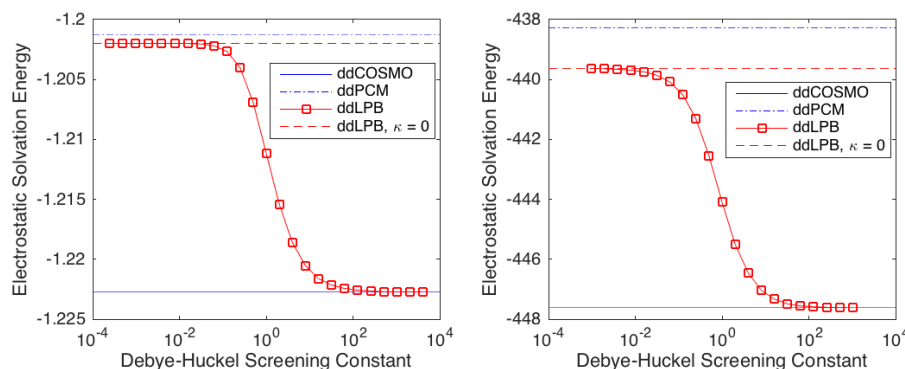 -1.2
-1.205
-1.21
-1.215
-1.22
-1.225
Electrostatic Solvation Energy
ddCOSMO
ddPCM
ddLPB
ddLPB, κ = 0
10^-4
10^-2
10^0
10^2
10^4
Debye-Huckel Screening Constant
-438
-440
-442
-444
-446
-448
Electrostatic Solvation Energy
ddCOSMO
ddPCM
ddLPB
ddLPB, κ = 0
10^-4
10^-2
10^0
10^2
10^4
Debye-Huckel Screening Constant